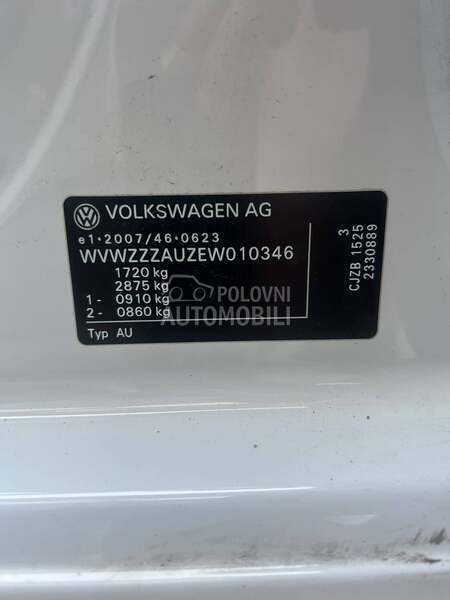 VOLKSWAGEN AG
e1*2007/46*0623
WVWZZZAUZEW010346
1720 kg
2875 kg
1 - 0910 kg
2 - 0860 kg
Typ AU
3
CJZB 1525
2330889
POLOVNI
AUTOMOBILI